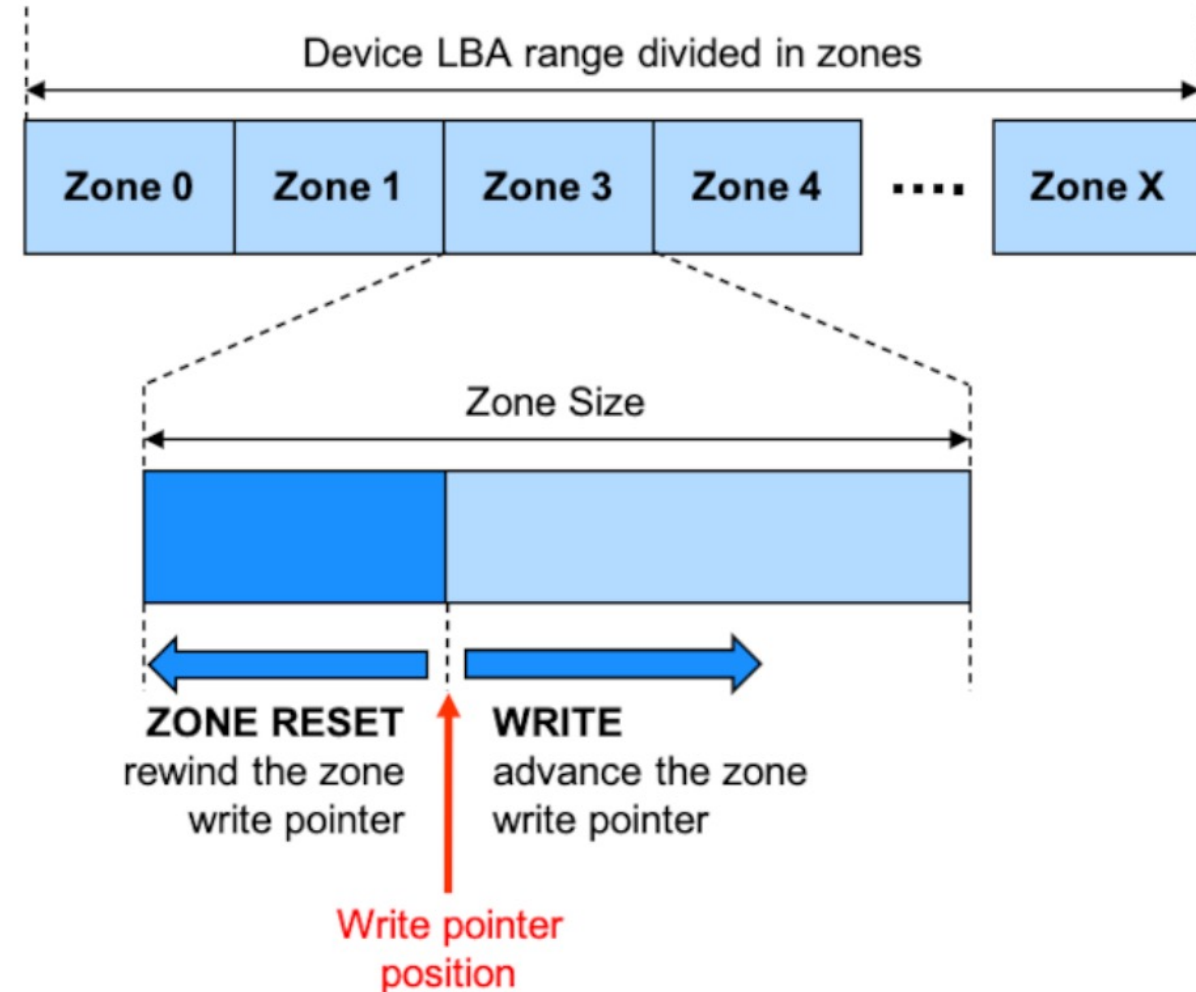 Device LBA range divided in zones
Zone 0 Zone 1 Zone 3 Zone 4 .... Zone X
Zone Size
ZONE RESET
rewind the zone
write pointer
WRITE
advance the zone
write pointer
Write pointer
position